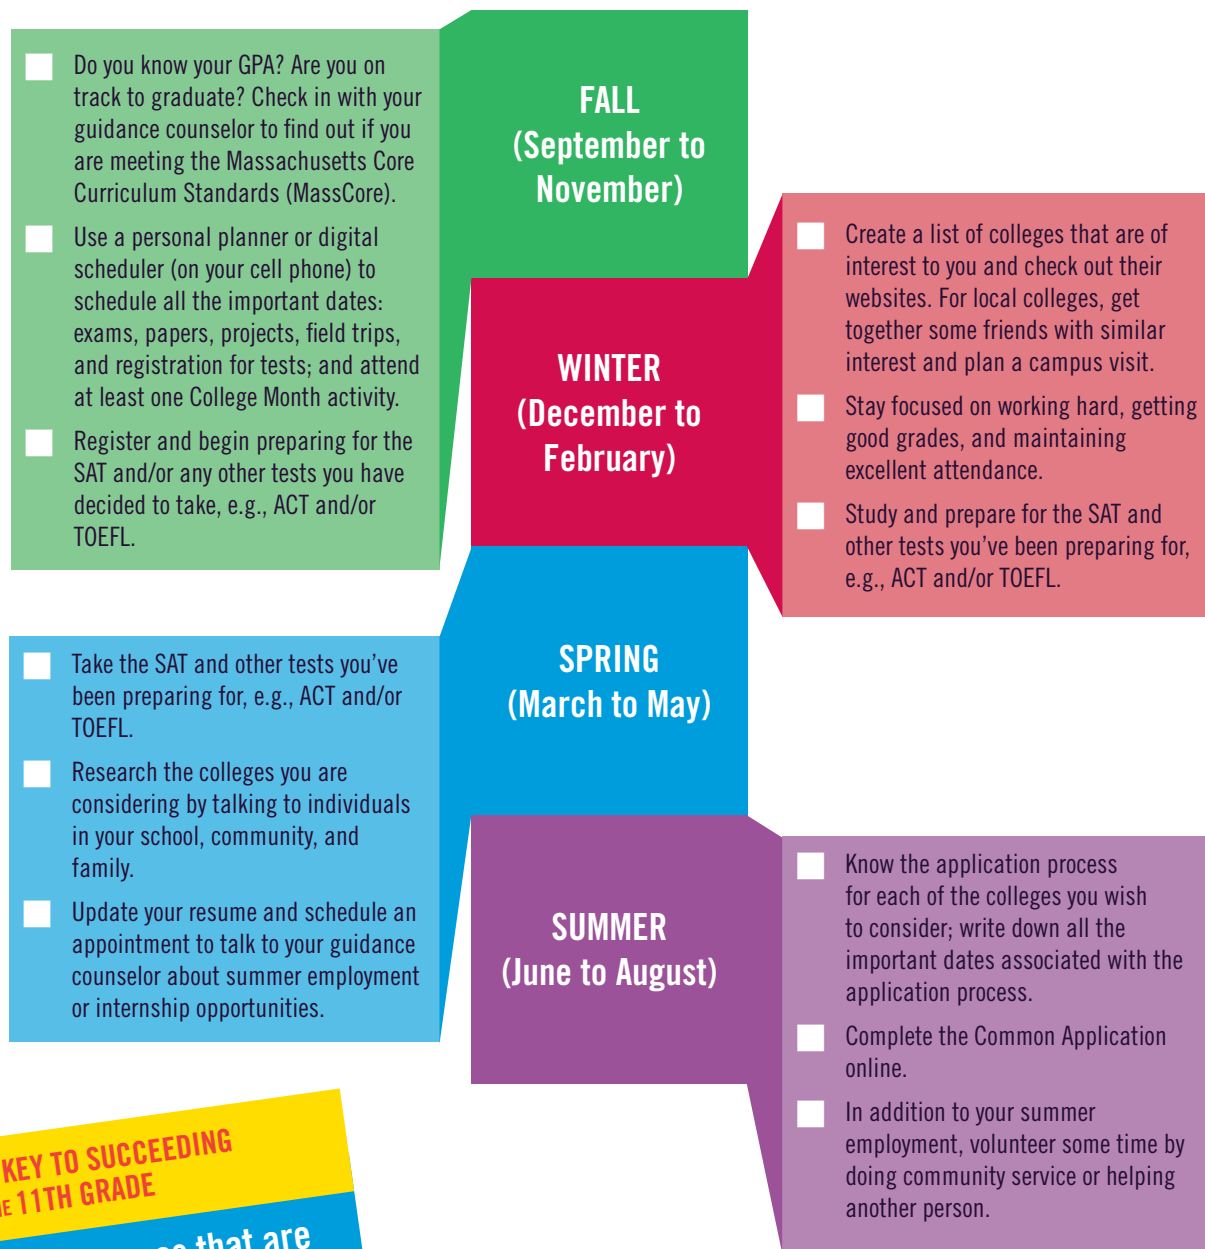 Do you know your GPA? Are you on
track to graduate? Check in with your
guidance counselor to find out if you
are meeting the Massachusetts Core
Curriculum Standards (MassCore).
Use a personal planner or digital
scheduler (on your cell phone) to
schedule all the important dates:
exams, papers, projects, field trips,
and registration for tests; and attend
at least one College Month activity.
Register and begin preparing for the
SAT and/or any other tests you have
decided to take, e.g., ACT and/or
TOEFL.
FALL
(September to
November)
WINTER
(December to
February)
Create a list of colleges that are of
interest to you and check out their
websites. For local colleges, get
together some friends with similar
interest and plan a campus visit.
Stay focused on working hard, getting
good grades, and maintaining
excellent attendance.
Study and prepare for the SAT and
other tests you’ve been preparing for,
e.g., ACT and/or TOEFL.
Take the SAT and other tests you’ve
been preparing for, e.g., ACT and/or
TOEFL.
Research the colleges you are
considering by talking to individuals
in your school, community, and
family.
Update your resume and schedule an
appointment to talk to your guidance
counselor about summer employment
or internship opportunities.
SPRING
(March to May)
SUMMER
(June to August)
Know the application process
for each of the colleges you wish
to consider; write down all the
important dates associated with the
application process.
Complete the Common Application
online.
In addition to your summer
employment, volunteer some time by
doing community service or helping
another person.
KEY TO SUCCEEDING
11TH GRADE
that are